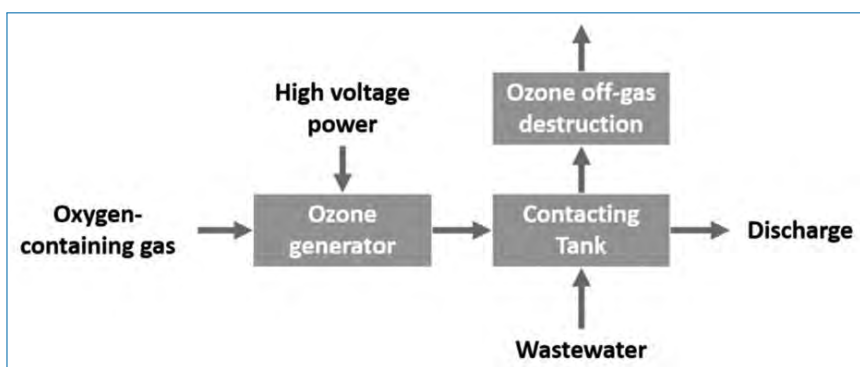 Ozone off-gas
destruction
High voltage
power
Oxygen-
containing gas
Ozone
generator
Contacting
Tank
Discharge
Wastewater